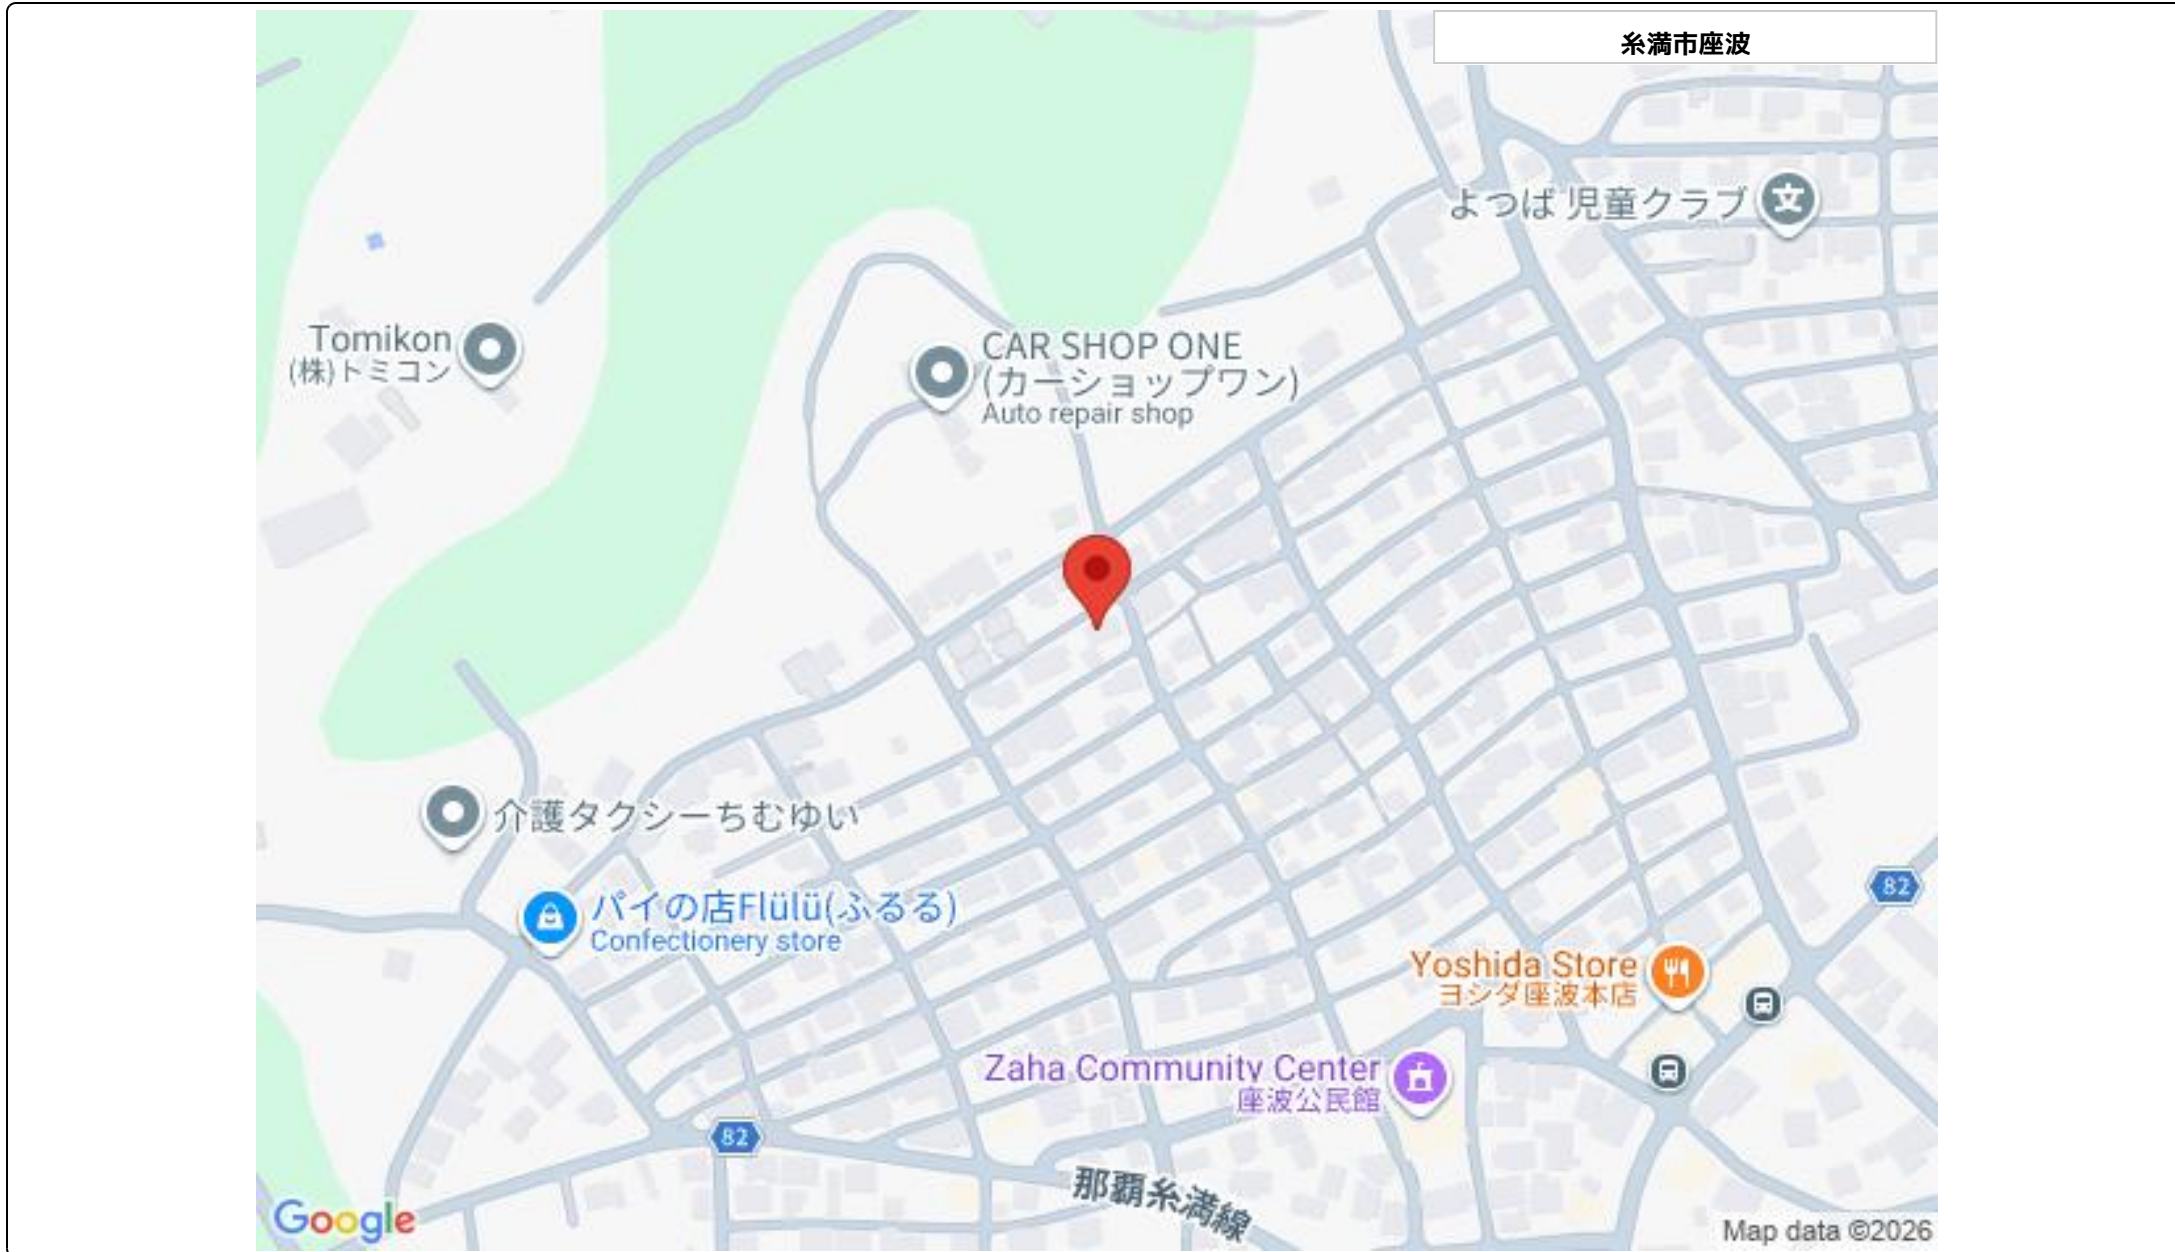 糸満市座波
よつば 児童クラブ
文
Tomikon
(株)トミコン
CAR SHOP ONE
(カーショップワン)
Auto repair shop
介護タクシーちむゆい
82
パイの店Flülü(ふるる)
Confectionery store
Yoshida Store
ヨシダ座波本店
Zaha Community Center
座波公民館
82
那覇糸満線
Google
Map data ©2026